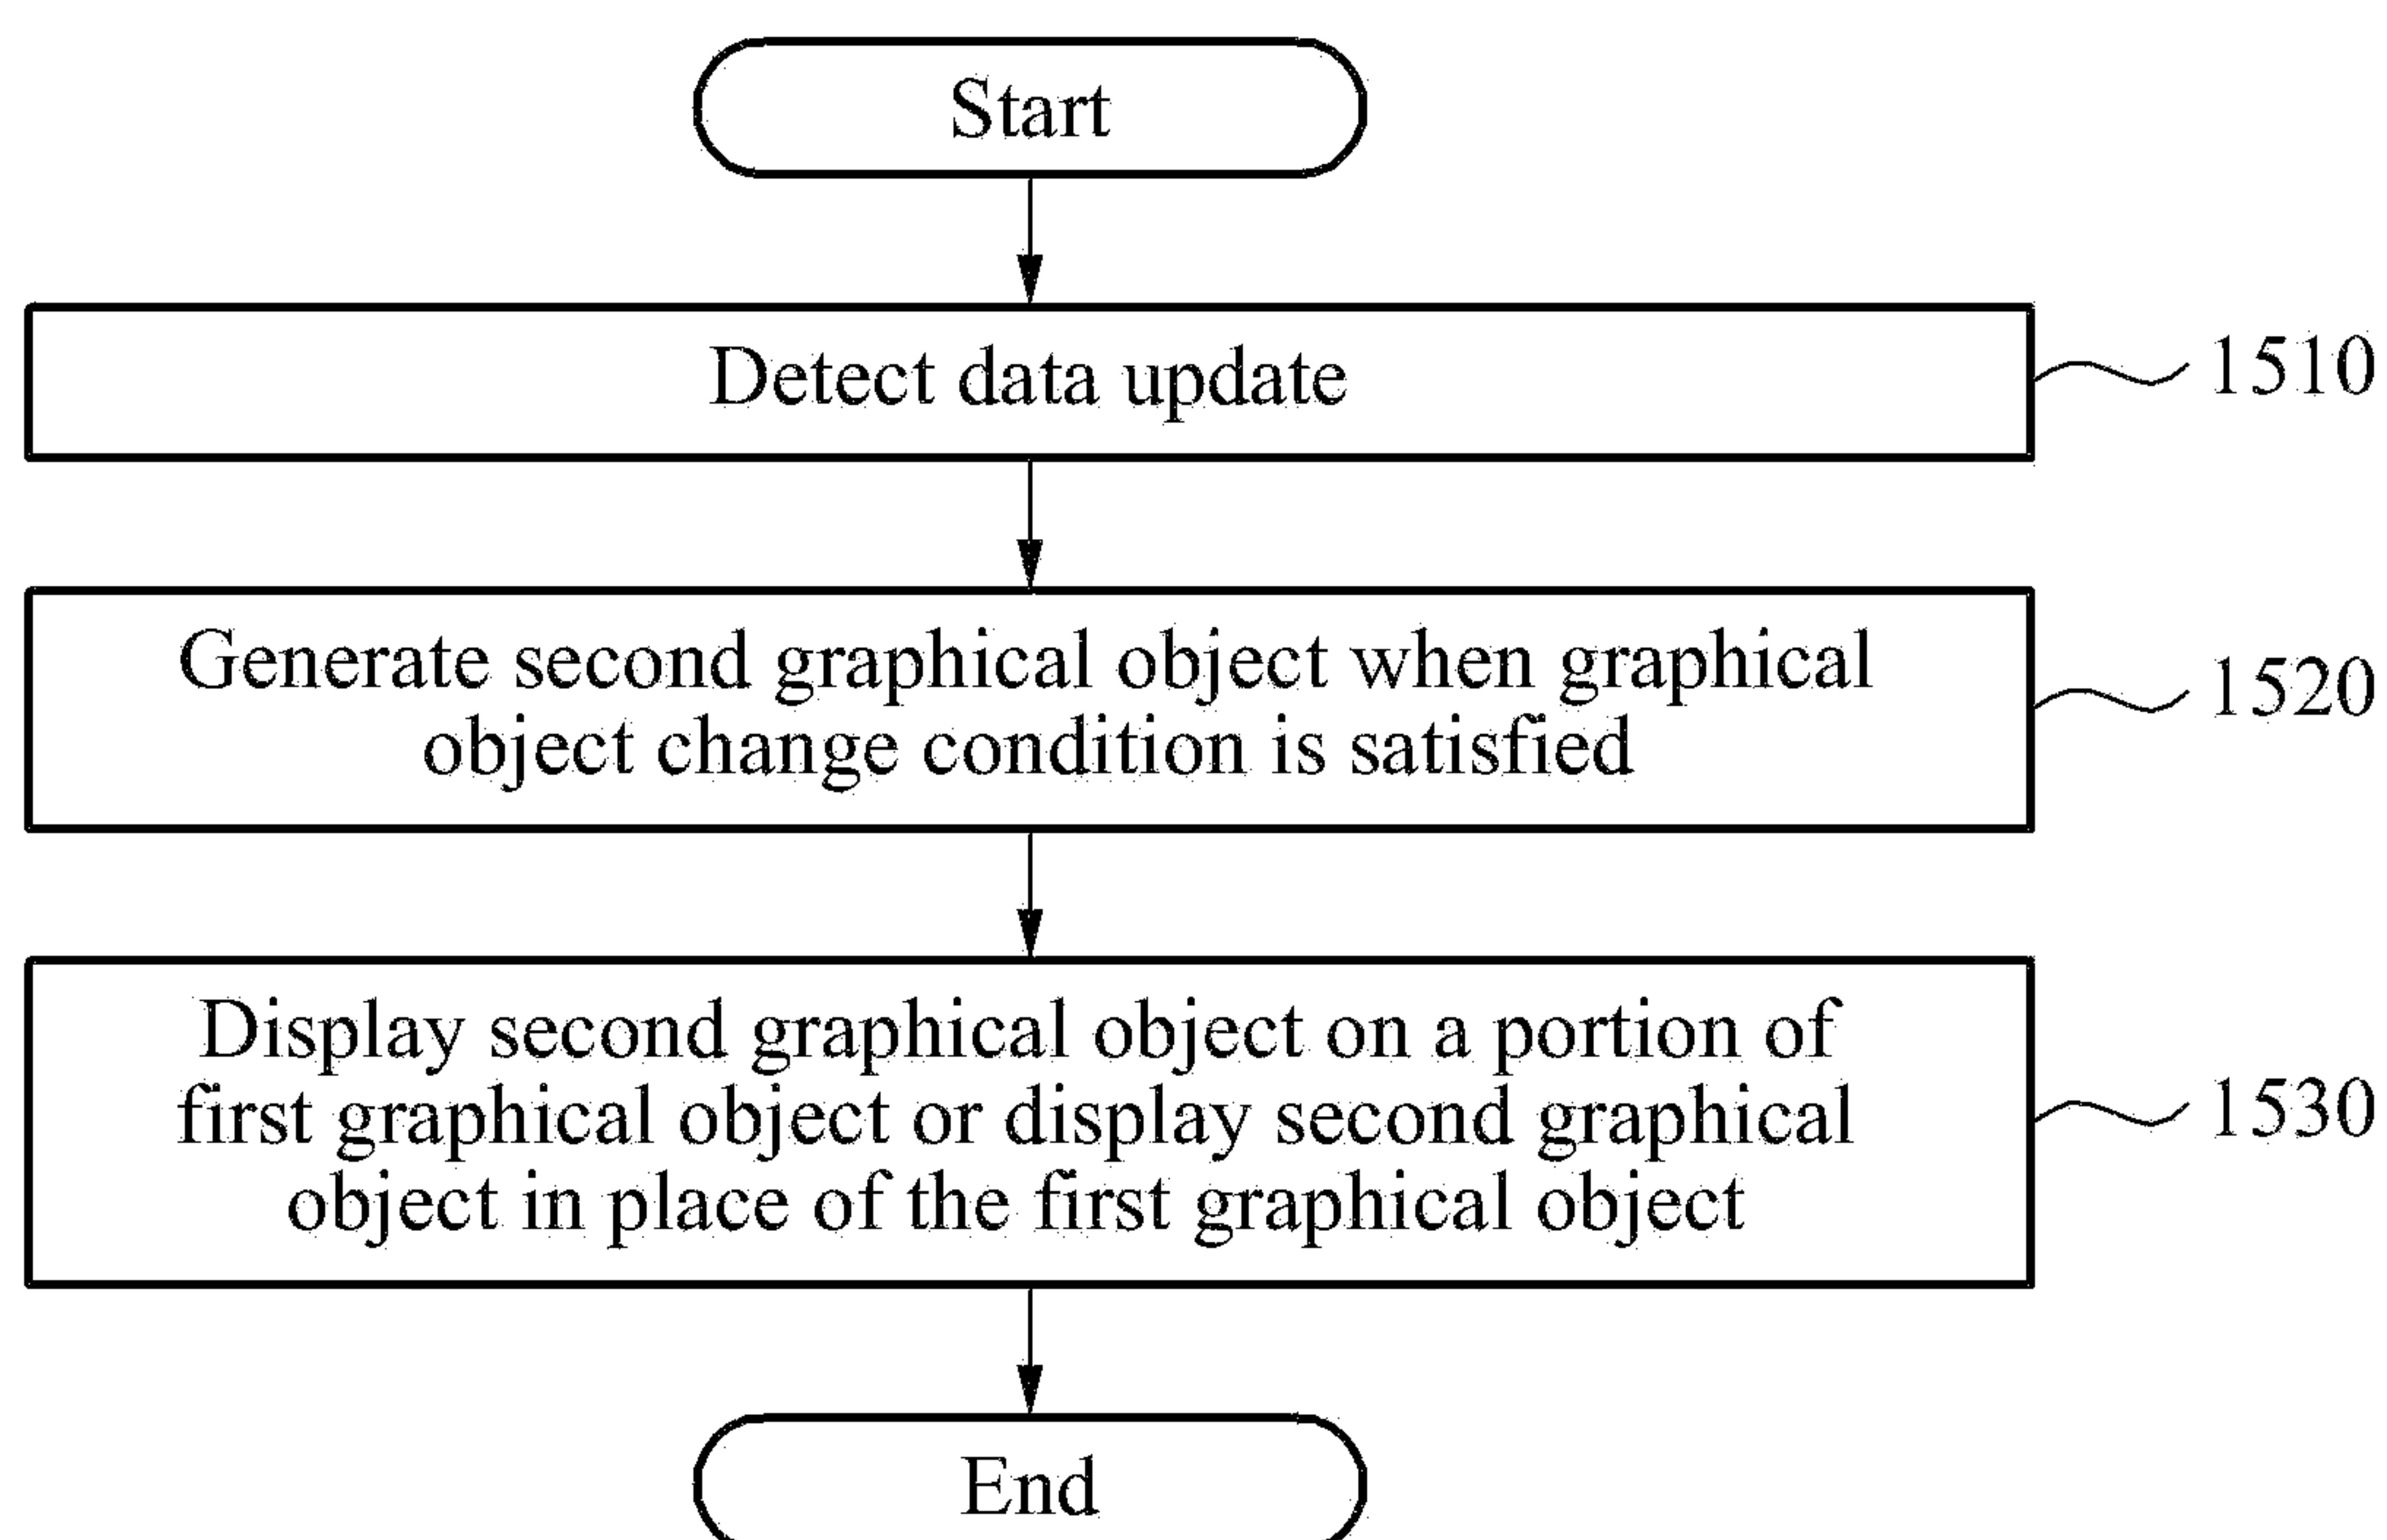 Start
Detect data update
1510
Generate second graphical object when graphical
object change condition is satisfied
1520
Display second graphical object on a portion of
first graphical object or display second graphical
object in place of the first graphical object
1530
End